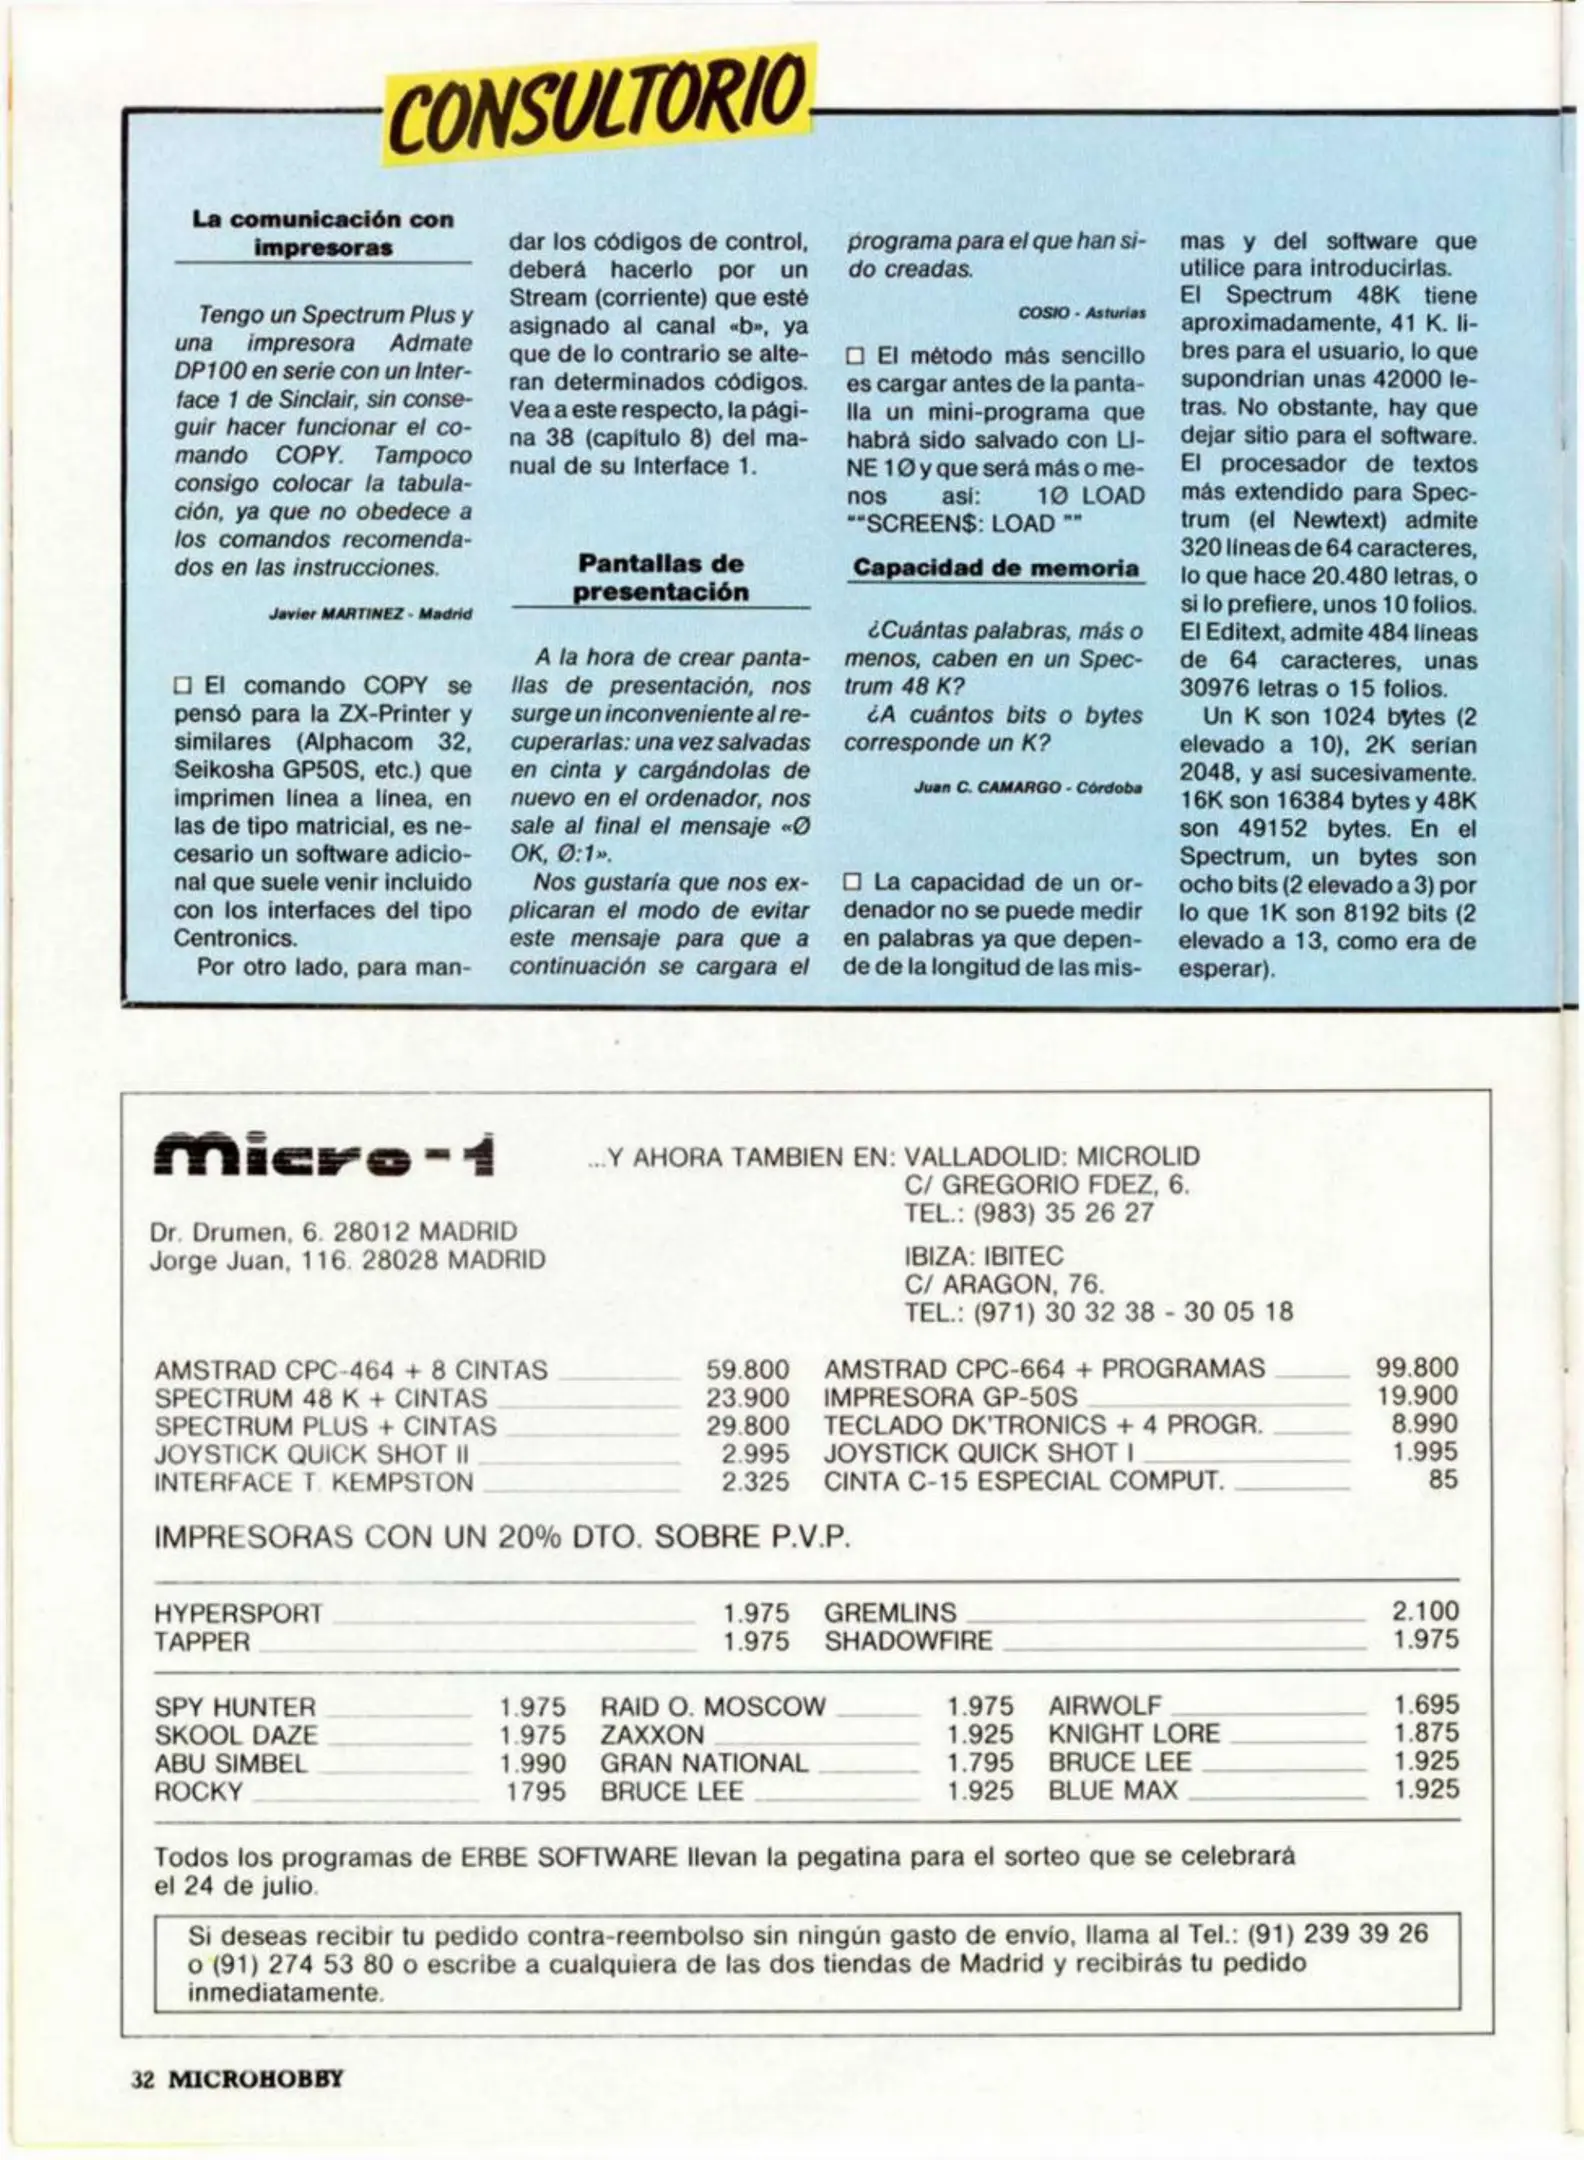 CONSULTORIO
La comunicación con
impresoras
Tengo un Spectrum Plus y
una impresora Admate
DP100 en serie con un Inter-
face 1 de Sinclair, sin conse-
guir hacer funcionar el co-
mando COPY. Tampoco
consigo colocar la tabula-
ción, ya que no obedece a
los comandos recomenda-
dos en las instrucciones.
Javier MARTINEZ - Madrid
□ El comando COPY se
pensó para la ZX-Printer y
similares (Alphacom 32,
Seikosha GP50S, etc.) que
imprimen línea a línea, en
las de tipo matricial, es ne-
cesario un software adicio-
nal que suele venir incluido
con los interfaces del tipo
Centronics.
Por otro lado, para man-
dar los códigos de control,
deberá hacerlo por un
Stream (corriente) que esté
asignado al canal «b», ya
que de lo contrario se alte-
ran determinados códigos.
Vea a este respecto, la pági-
na 38 (capítulo 8) del ma-
nual de su Interface 1.
Pantallas de
presentación
A la hora de crear panta-
llas de presentación, nos
surge un inconveniente al re-
cuperarlas: una vez salvadas
en cinta y cargándolas de
nuevo en el ordenador, nos
sale al final el mensaje «0
OK, 0:1».
Nos gustaría que nos ex-
plicaran el modo de evitar
este mensaje para que a
continuación se cargara el
programa para el que han si-
do creadas.
COSIO - Asturias
□ El método más sencillo
es cargar antes de la panta-
lla un mini-programa que
habrá sido salvado con LI-
NE 10 y que será más o me-
nos así: 10 LOAD
""SCREEN$: LOAD ""
Capacidad de memoria
¿Cuántas palabras, más o
menos, caben en un Spec-
trum 48 K?
¿A cuántos bits o bytes
corresponde un K?
Juan C. CAMARGO - Córdoba
□ La capacidad de un or-
denador no se puede medir
en palabras ya que depen-
de de la longitud de las mis-
mas y del software que
utilice para introducirlas.
El Spectrum 48K tiene
aproximadamente, 41 K. li-
bres para el usuario, lo que
supondrían unas 42000 le-
tras. No obstante, hay que
dejar sitio para el software.
El procesador de textos
más extendido para Spec-
trum (el Newtext) admite
320 líneas de 64 caracteres,
lo que hace 20.480 letras, o
si lo prefiere, unos 10 folios.
El Editext, admite 484 líneas
de 64 caracteres, unas
30976 letras o 15 folios.
Un K son 1024 bytes (2
elevado a 10), 2K serían
2048, y así sucesivamente.
16K son 16384 bytes y 48K
son 49152 bytes. En el
Spectrum, un bytes son
ocho bits (2 elevado a 3) por
lo que 1K son 8192 bits (2
elevado a 13, como era de
esperar).
micro-1
Dr. Drumen, 6. 28012 MADRID
Jorge Juan, 116. 28028 MADRID
...Y AHORA TAMBIEN EN: VALLADOLID: MICROLID
C/ GREGORIO FDEZ, 6.
TEL.: (983) 35 26 27
IBIZA: IBITEC
C/ ARAGON, 76.
TEL.: (971) 30 32 38 - 30 05 18
AMSTRAD CPC-464 + 8 CINTAS 59.800 AMSTRAD CPC-664 + PROGRAMAS 99.800
SPECTRUM 48 K + CINTAS 23.900 IMPRESORA GP-50S 19.900
SPECTRUM PLUS + CINTAS 29.800 TECLADO DK'TRONICS + 4 PROGR. 8.990
JOYSTICK QUICK SHOT II 2.995 JOYSTICK QUICK SHOT I 1.995
INTERFACE T. KEMPSTON 2.325 CINTA C-15 ESPECIAL COMPUT. 85
IMPRESORAS CON UN 20% DTO. SOBRE P.V.P.
HYPERSPORT 1.975 GREMLINS 2.100
TAPPER 1.975 SHADOWFIRE 1.975
SPY HUNTER 1.975 RAID O. MOSCOW 1.975 AIRWOLF 1.695
SKOOL DAZE 1.975 ZAXXON 1.925 KNIGHT LORE 1.875
ABU SIMBEL 1.990 GRAN NATIONAL 1.795 BRUCE LEE 1.925
ROCKY 1795 BRUCE LEE 1.925 BLUE MAX 1.925
Todos los programas de ERBE SOFTWARE llevan la pegatina para el sorteo que se celebrará
el 24 de julio.
Si deseas recibir tu pedido contra-reembolso sin ningún gasto de envío, llama al Tel.: (91) 239 39 26
o (91) 274 53 80 o escribe a cualquiera de las dos tiendas de Madrid y recibirás tu pedido
inmediatamente.
32 MICROHOBBY